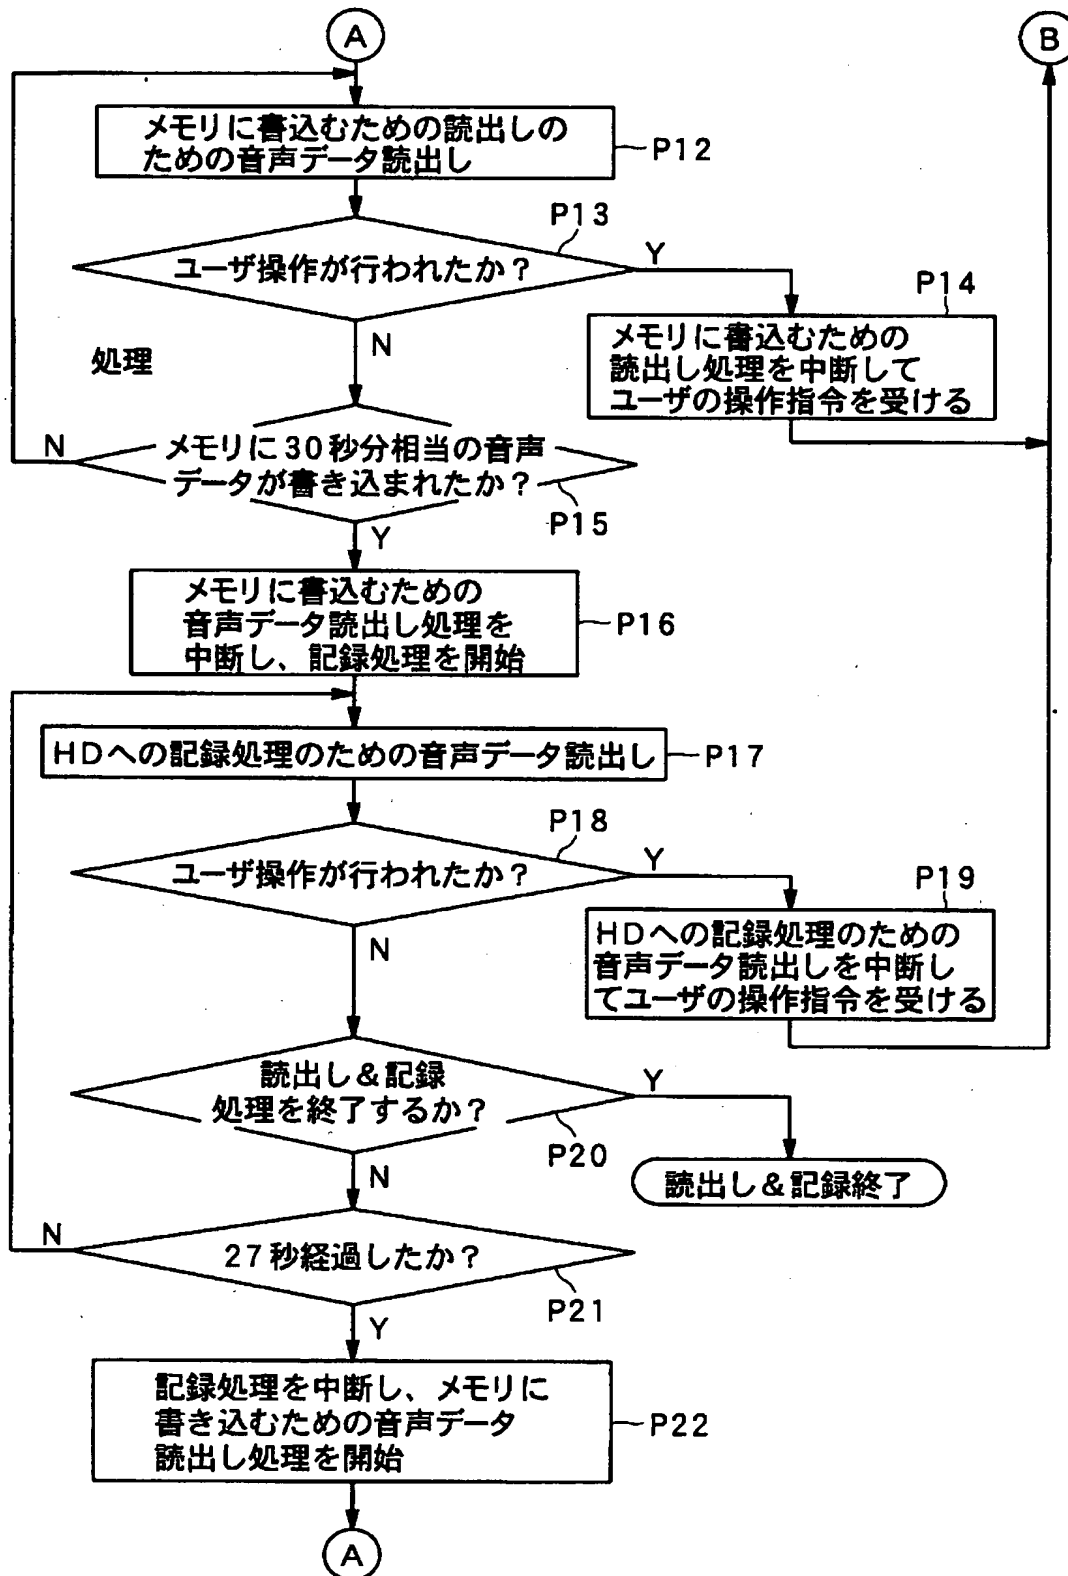 A
B
メモリに書込むための読出しの
ための音声データ読出し
P12
P13
ユーザ操作が行われたか?
Y
N
P14
メモリに書込むための
読出し処理を中断して
ユーザの操作指令を受ける
処理
N
メモリに30秒分相当の音声
データが書き込まれたか?
P15
Y
メモリに書込むための
音声データ読出し処理を
中断し、記録処理を開始
P16
HDへの記録処理のための音声データ読出し
P17
P18
ユーザ操作が行われたか?
Y
N
P19
HDへの記録処理のための
音声データ読出しを中断し
てユーザの操作指令を受ける
読出し&記録
処理を終了するか?
Y
P20
N
読出し&記録終了
N
27秒経過したか?
P21
Y
記録処理を中断し、メモリに
書き込むための音声データ
読出し処理を開始
P22
A